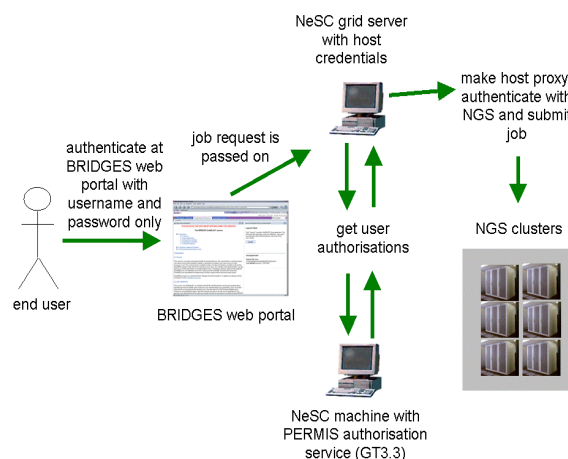 NeSC grid server
with host
credentials
make host proxy,
authenticate with
NGS and submit
job
authenticate at
BRIDGES web
portal with
username and
password only
job request is
passed on
get user
authorisations
NGS clusters
end user
BRIDGES web portal
NeSC machine with
PERMIS authorisation
service (GT3.3)